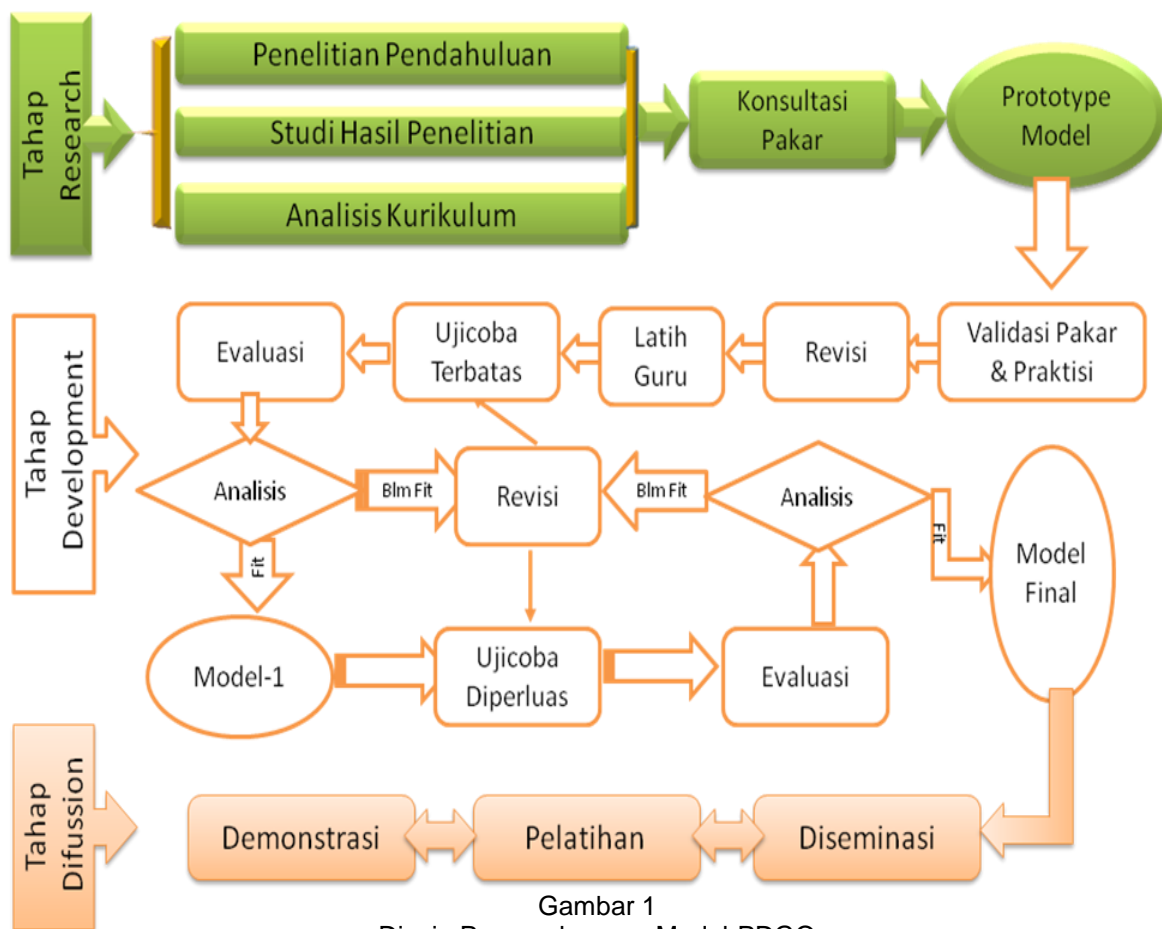 Tahap
Research
Penelitian Pendahuluan
Studi Hasil Penelitian
Analisis Kurikulum
Konsultasi
Pakar
Prototype
Model
Tahap
Development
Evaluasi
Ujicoba
Terbatas
Latih
Guru
Revisi
Validasi Pakar
& Praktisi
Analisis
Blm Fit
Revisi
Blm Fit
Analisis
Fit
Fit
Model
Final
Model-1
Ujicoba
Diperluas
Evaluasi
Tahap
Difussion
Demonstrasi
Pelatihan
Diseminasi
Gambar 1
Model